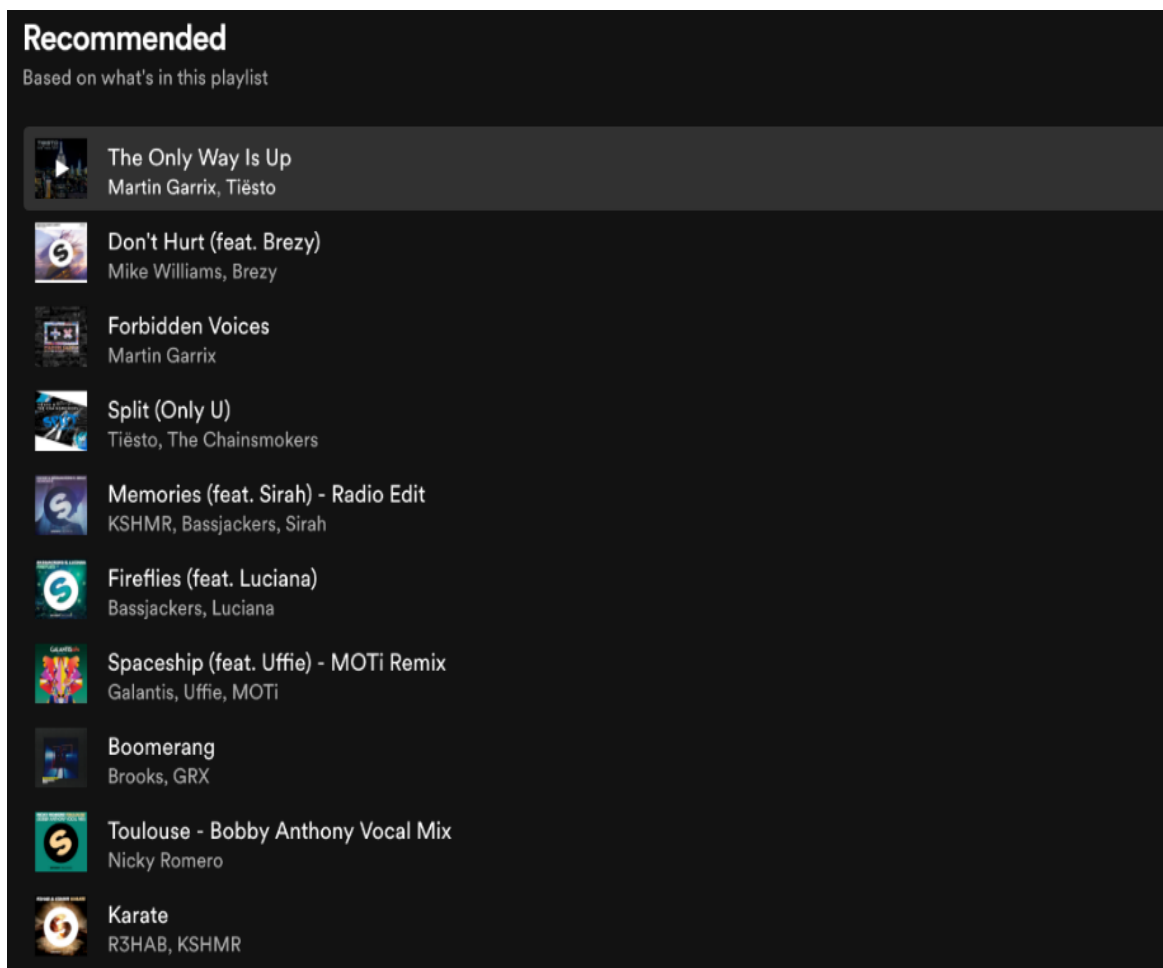 Recommended
Based on what's in this playlist
The Only Way Is Up
Martin Garrix, Tiësto
Don't Hurt (feat. Brezy)
Mike Williams, Brezy
Forbidden Voices
Martin Garrix
Split (Only U)
Tiësto, The Chainsmokers
Memories (feat. Sirah) - Radio Edit
KSHMR, Bassjackers, Sirah
Fireflies (feat. Luciana)
Bassjackers, Luciana
Spaceship (feat. Uffie) - MOTi Remix
Galantis, Uffie, MOTi
Boomerang
Brooks, GRX
Toulouse - Bobby Anthony Vocal Mix
Nicky Romero
Karate
R3HAB, KSHMR